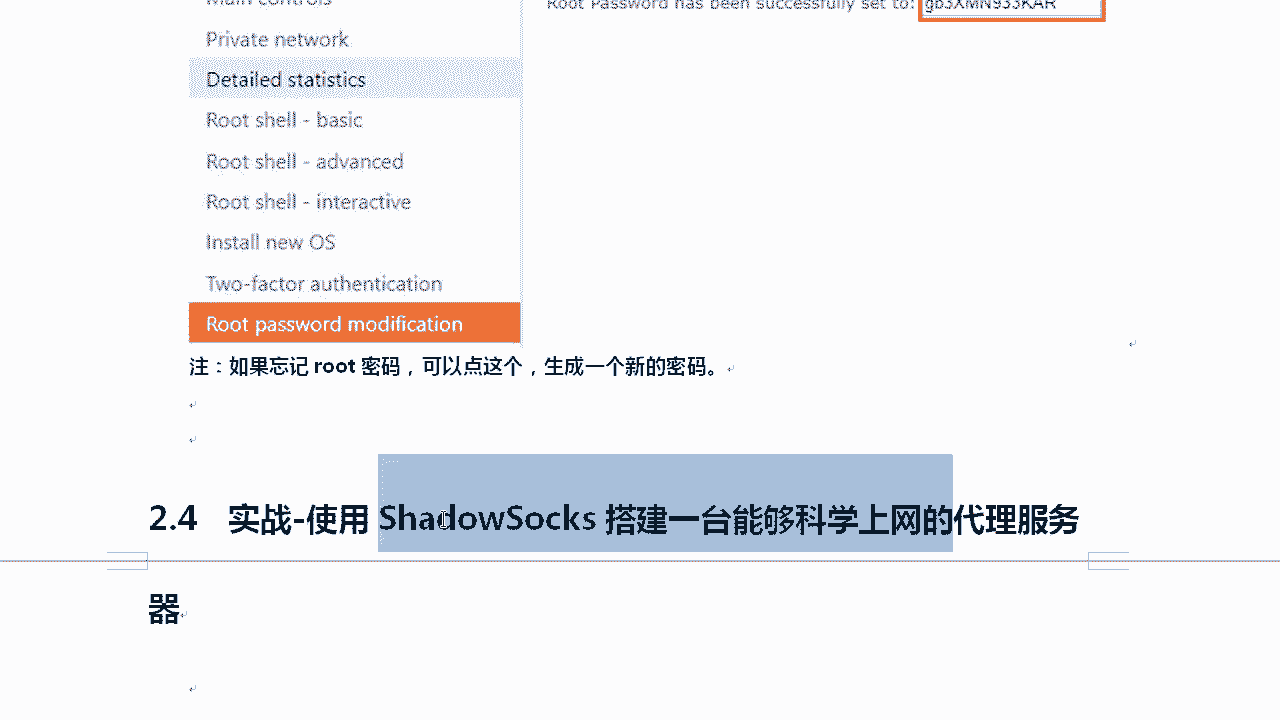 Main controls
Root Password has been successfully set to: gb3XMN933KAR
Private network
Detailed statistics
Root shell - basic
Root shell - advanced
Root shell - interactive
Install new OS
Two-factor authentication
Root password modification
注：如果忘记 root 密码，可以点这个，生成一个新的密码。
2.4 实战-使用 ShadowSocks 搭建一台能够科学上网的代理服务
器